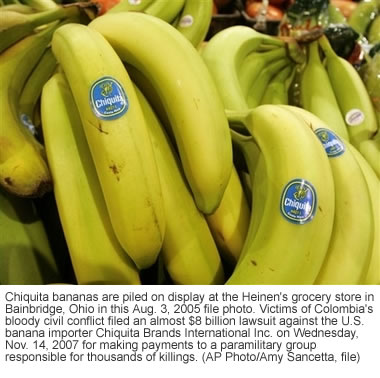 Chiquita
Chiquita
Chiquita
Chiquita bananas are piled on display at the Heinen's grocery store in
Bainbridge, Ohio in this Aug. 3, 2005 file photo. Victims of Colombia's
bloody civil conflict filed an almost $8 billion lawsuit against the U.S.
banana importer Chiquita Brands International Inc. on Wednesday,
Nov. 14, 2007 for making payments to a paramilitary group
responsible for thousands of killings. (AP Photo/Amy Sancetta, file)